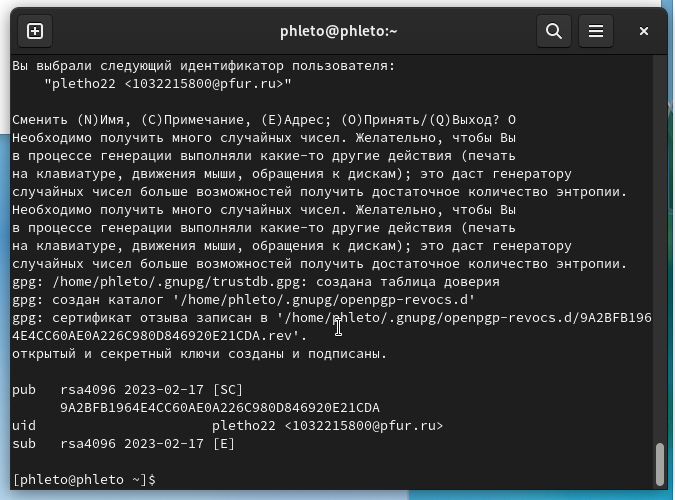 phleto@phleto:~
Вы выбрали следующий идентификатор пользователя:
"pletho22 <1032215800@pfur.ru>"
Сменить (N)Имя, (C)Примечание, (E)Адрес; (O)Принять/(Q)Выход? O
Необходимо получить много случайных чисел. Желательно, чтобы Вы
в процессе генерации выполняли какие-то другие действия (печать
на клавиатуре, движения мыши, обращения к дискам); это даст генератору
случайных чисел больше возможностей получить достаточное количество энтропии.
Необходимо получить много случайных чисел. Желательно, чтобы Вы
в процессе генерации выполняли какие-то другие действия (печать
на клавиатуре, движения мыши, обращения к дискам); это даст генератору
случайных чисел больше возможностей получить достаточное количество энтропии.
gpg: /home/phleto/.gnupg/trustdb.gpg: создана таблица доверия
gpg: создан каталог '/home/phleto/.gnupg/openpgp-revocs.d'
gpg: сертификат отзыва записан в '/home/phleto/.gnupg/openpgp-revocs.d/9A2BFB196
4E4CC60AE0A226C980D846920E21CDA.rev'.
открытый и секретный ключи созданы и подписаны.
pub   rsa4096 2023-02-17 [SC]
9A2BFB1964E4CC60AE0A226C980D846920E21CDA
uid                      pletho22 <1032215800@pfur.ru>
sub   rsa4096 2023-02-17 [E]
[phleto@phleto ~]$